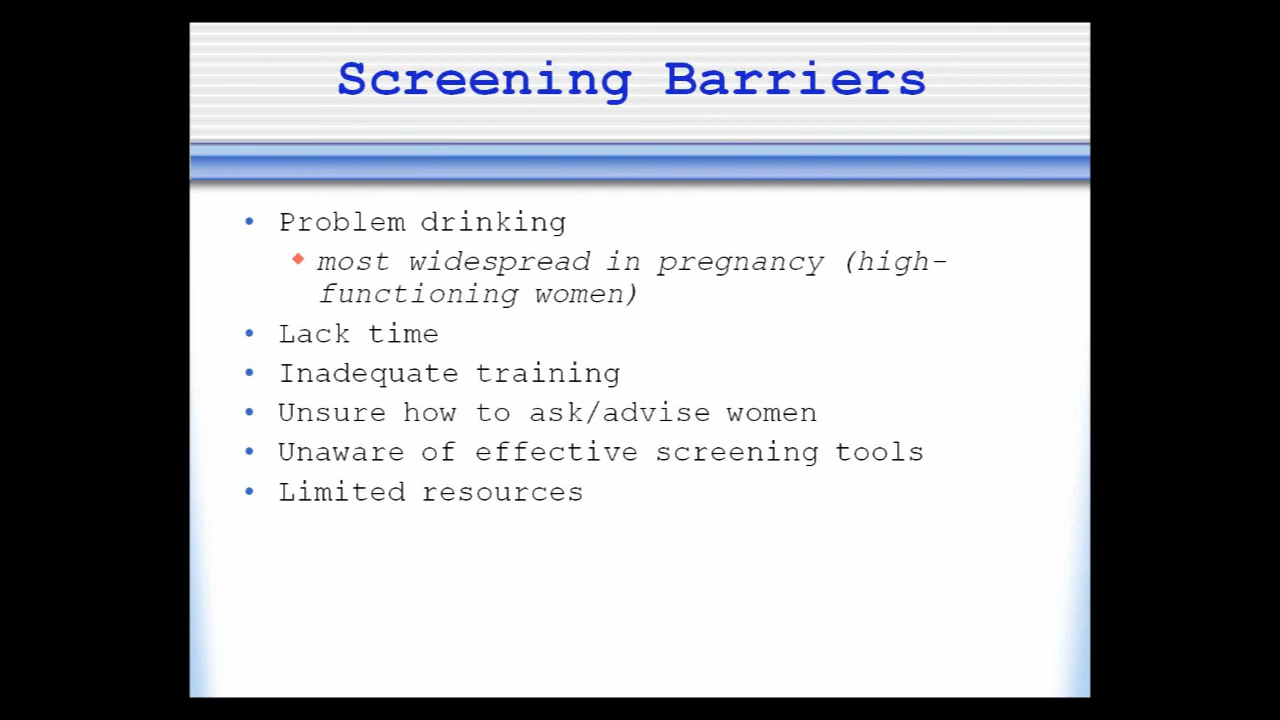 Screening Barriers
• Problem drinking
◆ most widespread in pregnancy (high-
functioning women)
• Lack time
• Inadequate training
• Unsure how to ask/advise women
• Unaware of effective screening tools
• Limited resources